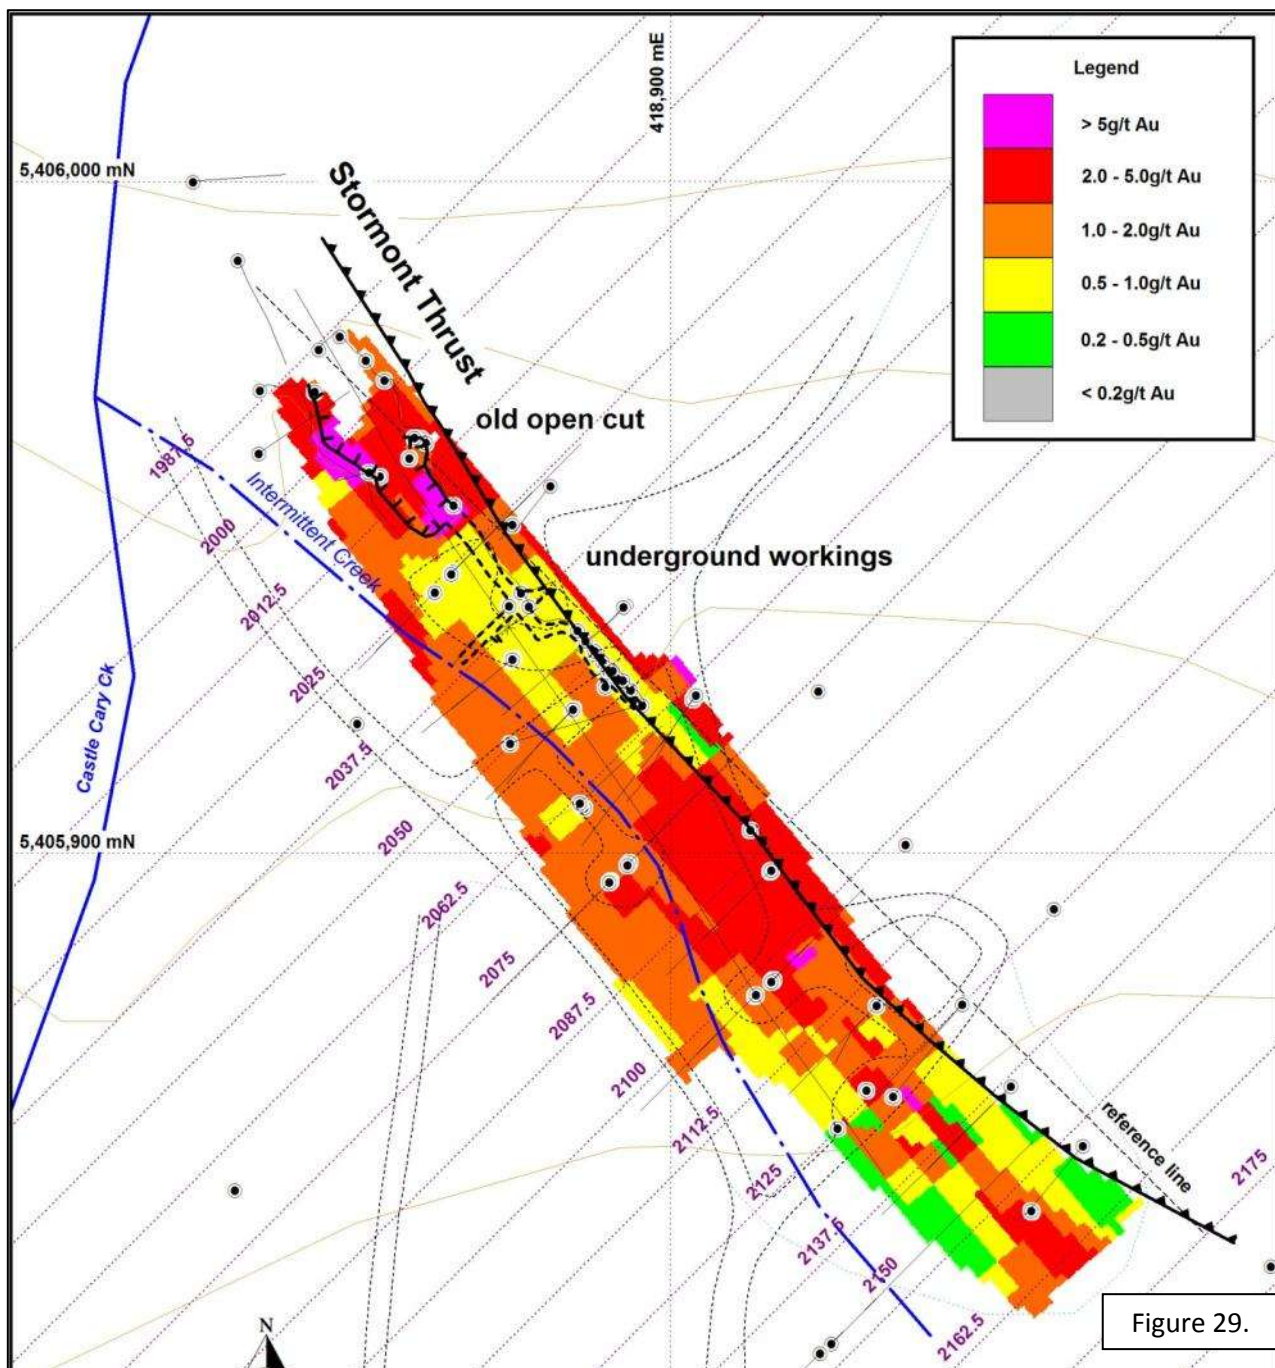 418,900 mE
Legend
> 5g/t Au
2.0 - 5.0g/t Au
1.0 - 2.0g/t Au
0.5 - 1.0g/t Au
0.2 - 0.5g/t Au
< 0.2g/t Au
5,406,000 mN
Stormont Thrust
old open cut
underground workings
Intermittent Creek
Castle Cary Ck
5,405,900 mN
reference line
1987.5
2000
2012.5
2025
2037.5
2050
2062.5
2075
2087.5
2100
2112.5
2125
2137.5
2150
2162.5
2175
N
Figure 29.